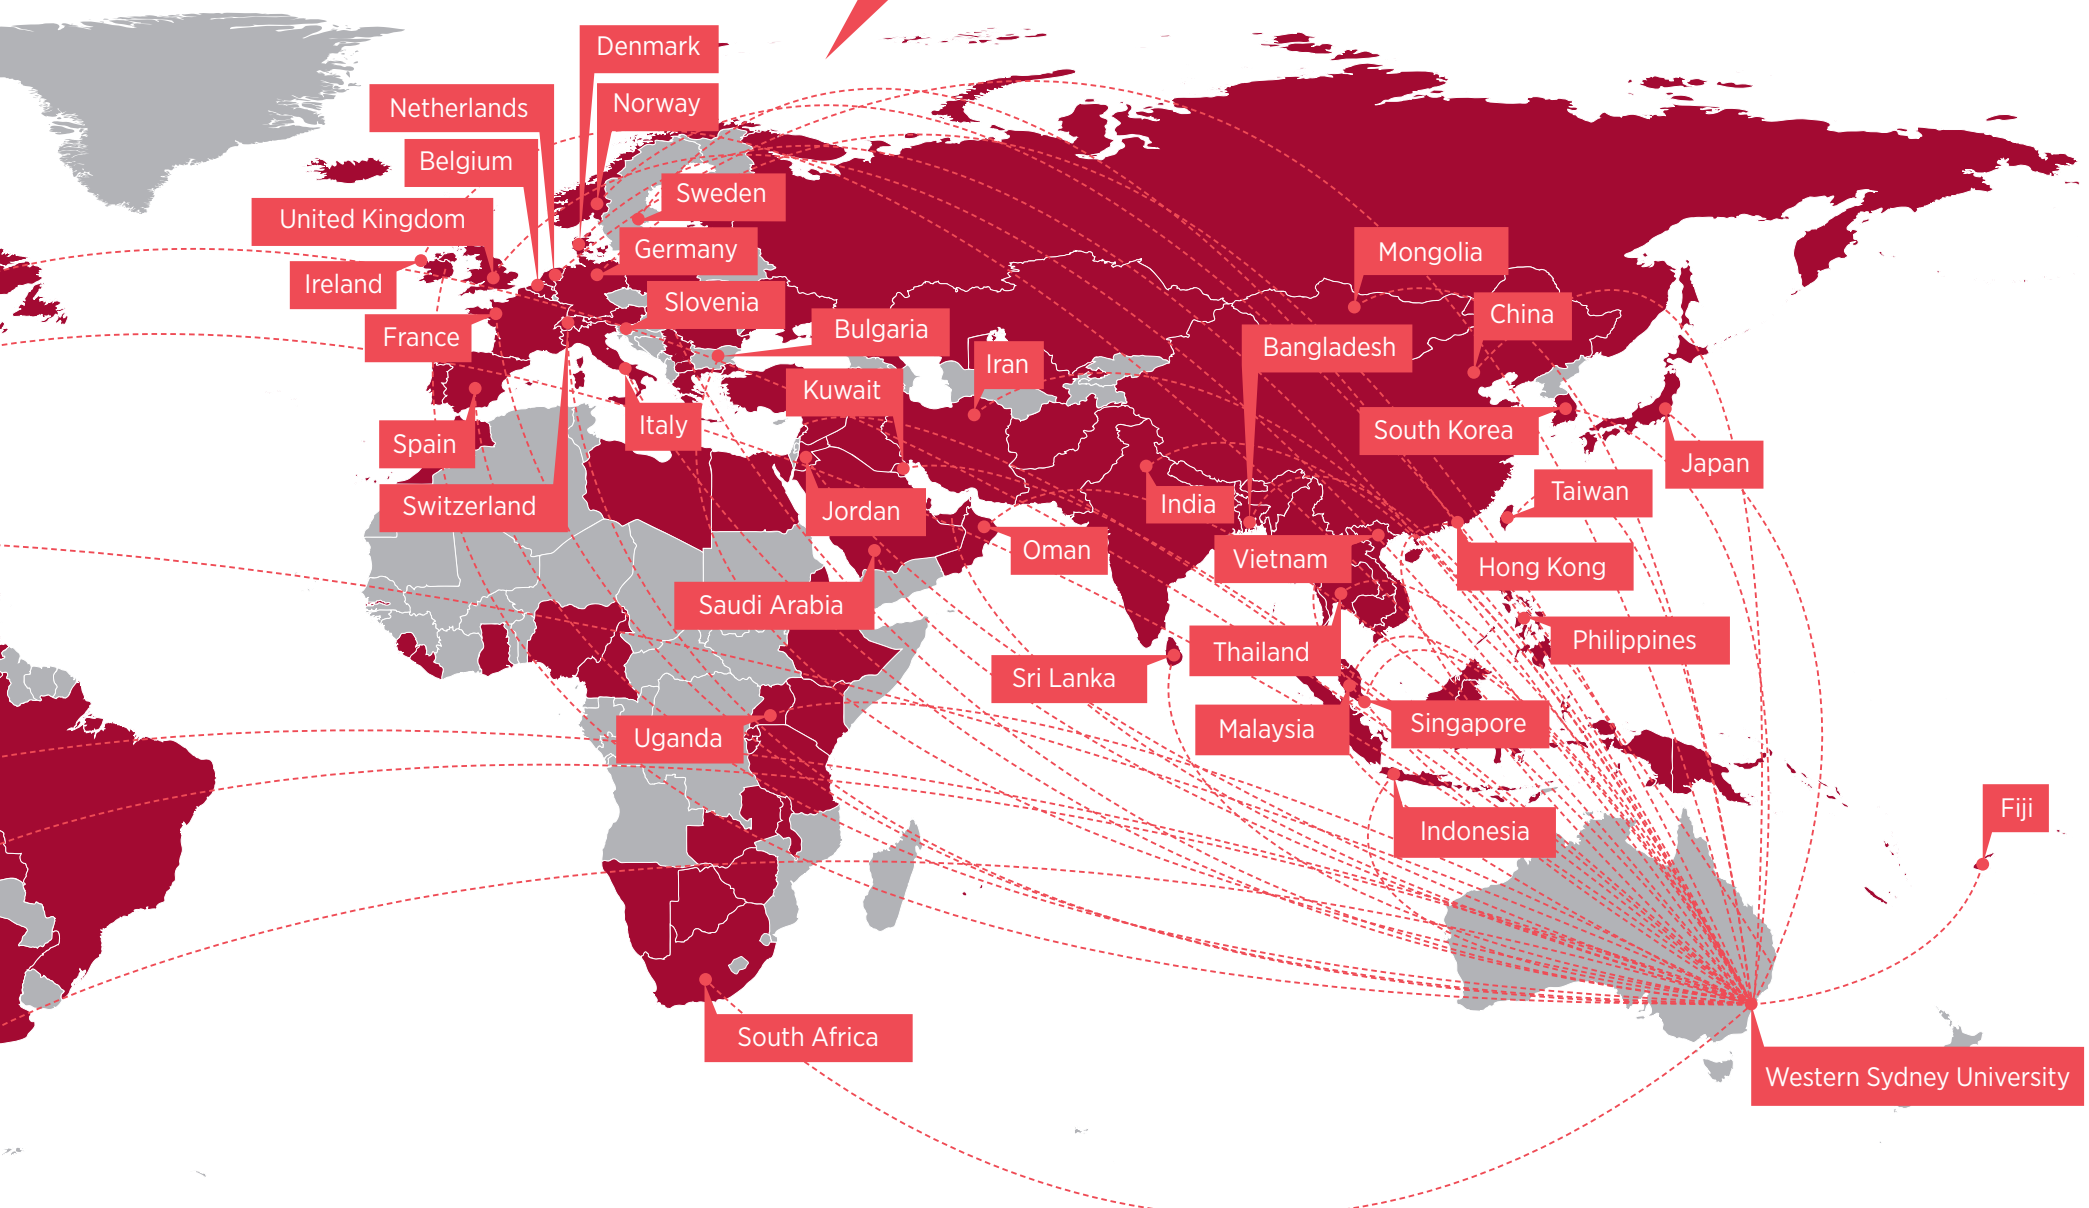 Denmark
Netherlands
Norway
Belgium
Sweden
United Kingdom
Germany
Mongolia
Ireland
Slovenia
China
France
Bulgaria
Bangladesh
Iran
Kuwait
Italy
South Korea
Spain
Japan
Taiwan
Switzerland
Jordan
India
Oman
Vietnam
Hong Kong
Saudi Arabia
Philippines
Thailand
Sri Lanka
Uganda
Malaysia
Singapore
Fiji
Indonesia
South Africa
Western Sydney University